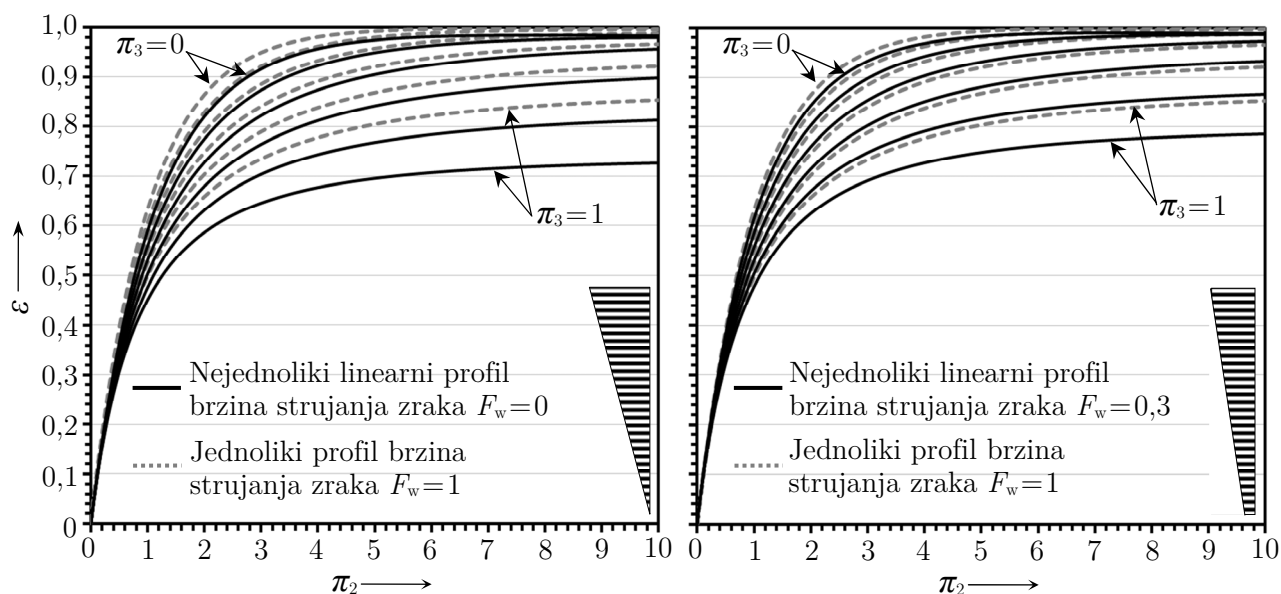 1,0
0,9
0,8
0,7
0,6
0,5
0,4
0,3
0,2
0,1
0
ε
π₃=0
π₃=1
Nejednoliki linearni profil
brzina strujanja zraka F_w=0
Jednoliki profil brzina
strujanja zraka F_w=1
0 1 2 3 4 5 6 7 8 9 10
π₂
π₃=0
π₃=1
Nejednoliki linearni profil
brzina strujanja zraka F_w=0,3
Jednoliki profil brzina
strujanja zraka F_w=1
0 1 2 3 4 5 6 7 8 9 10
π₂